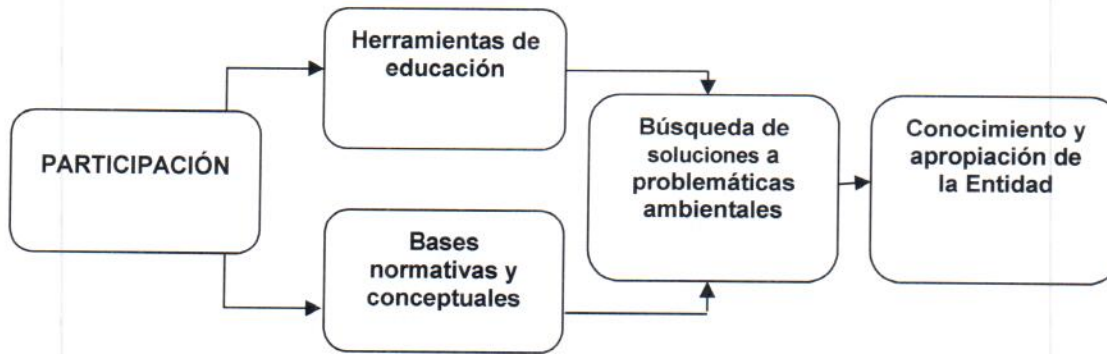 PARTICIPACIÓN
Herramientas de
educación
Bases
normativas y
conceptuales
Búsqueda de
soluciones a
problemáticas
ambientales
Conocimiento y
apropiación de
la Entidad